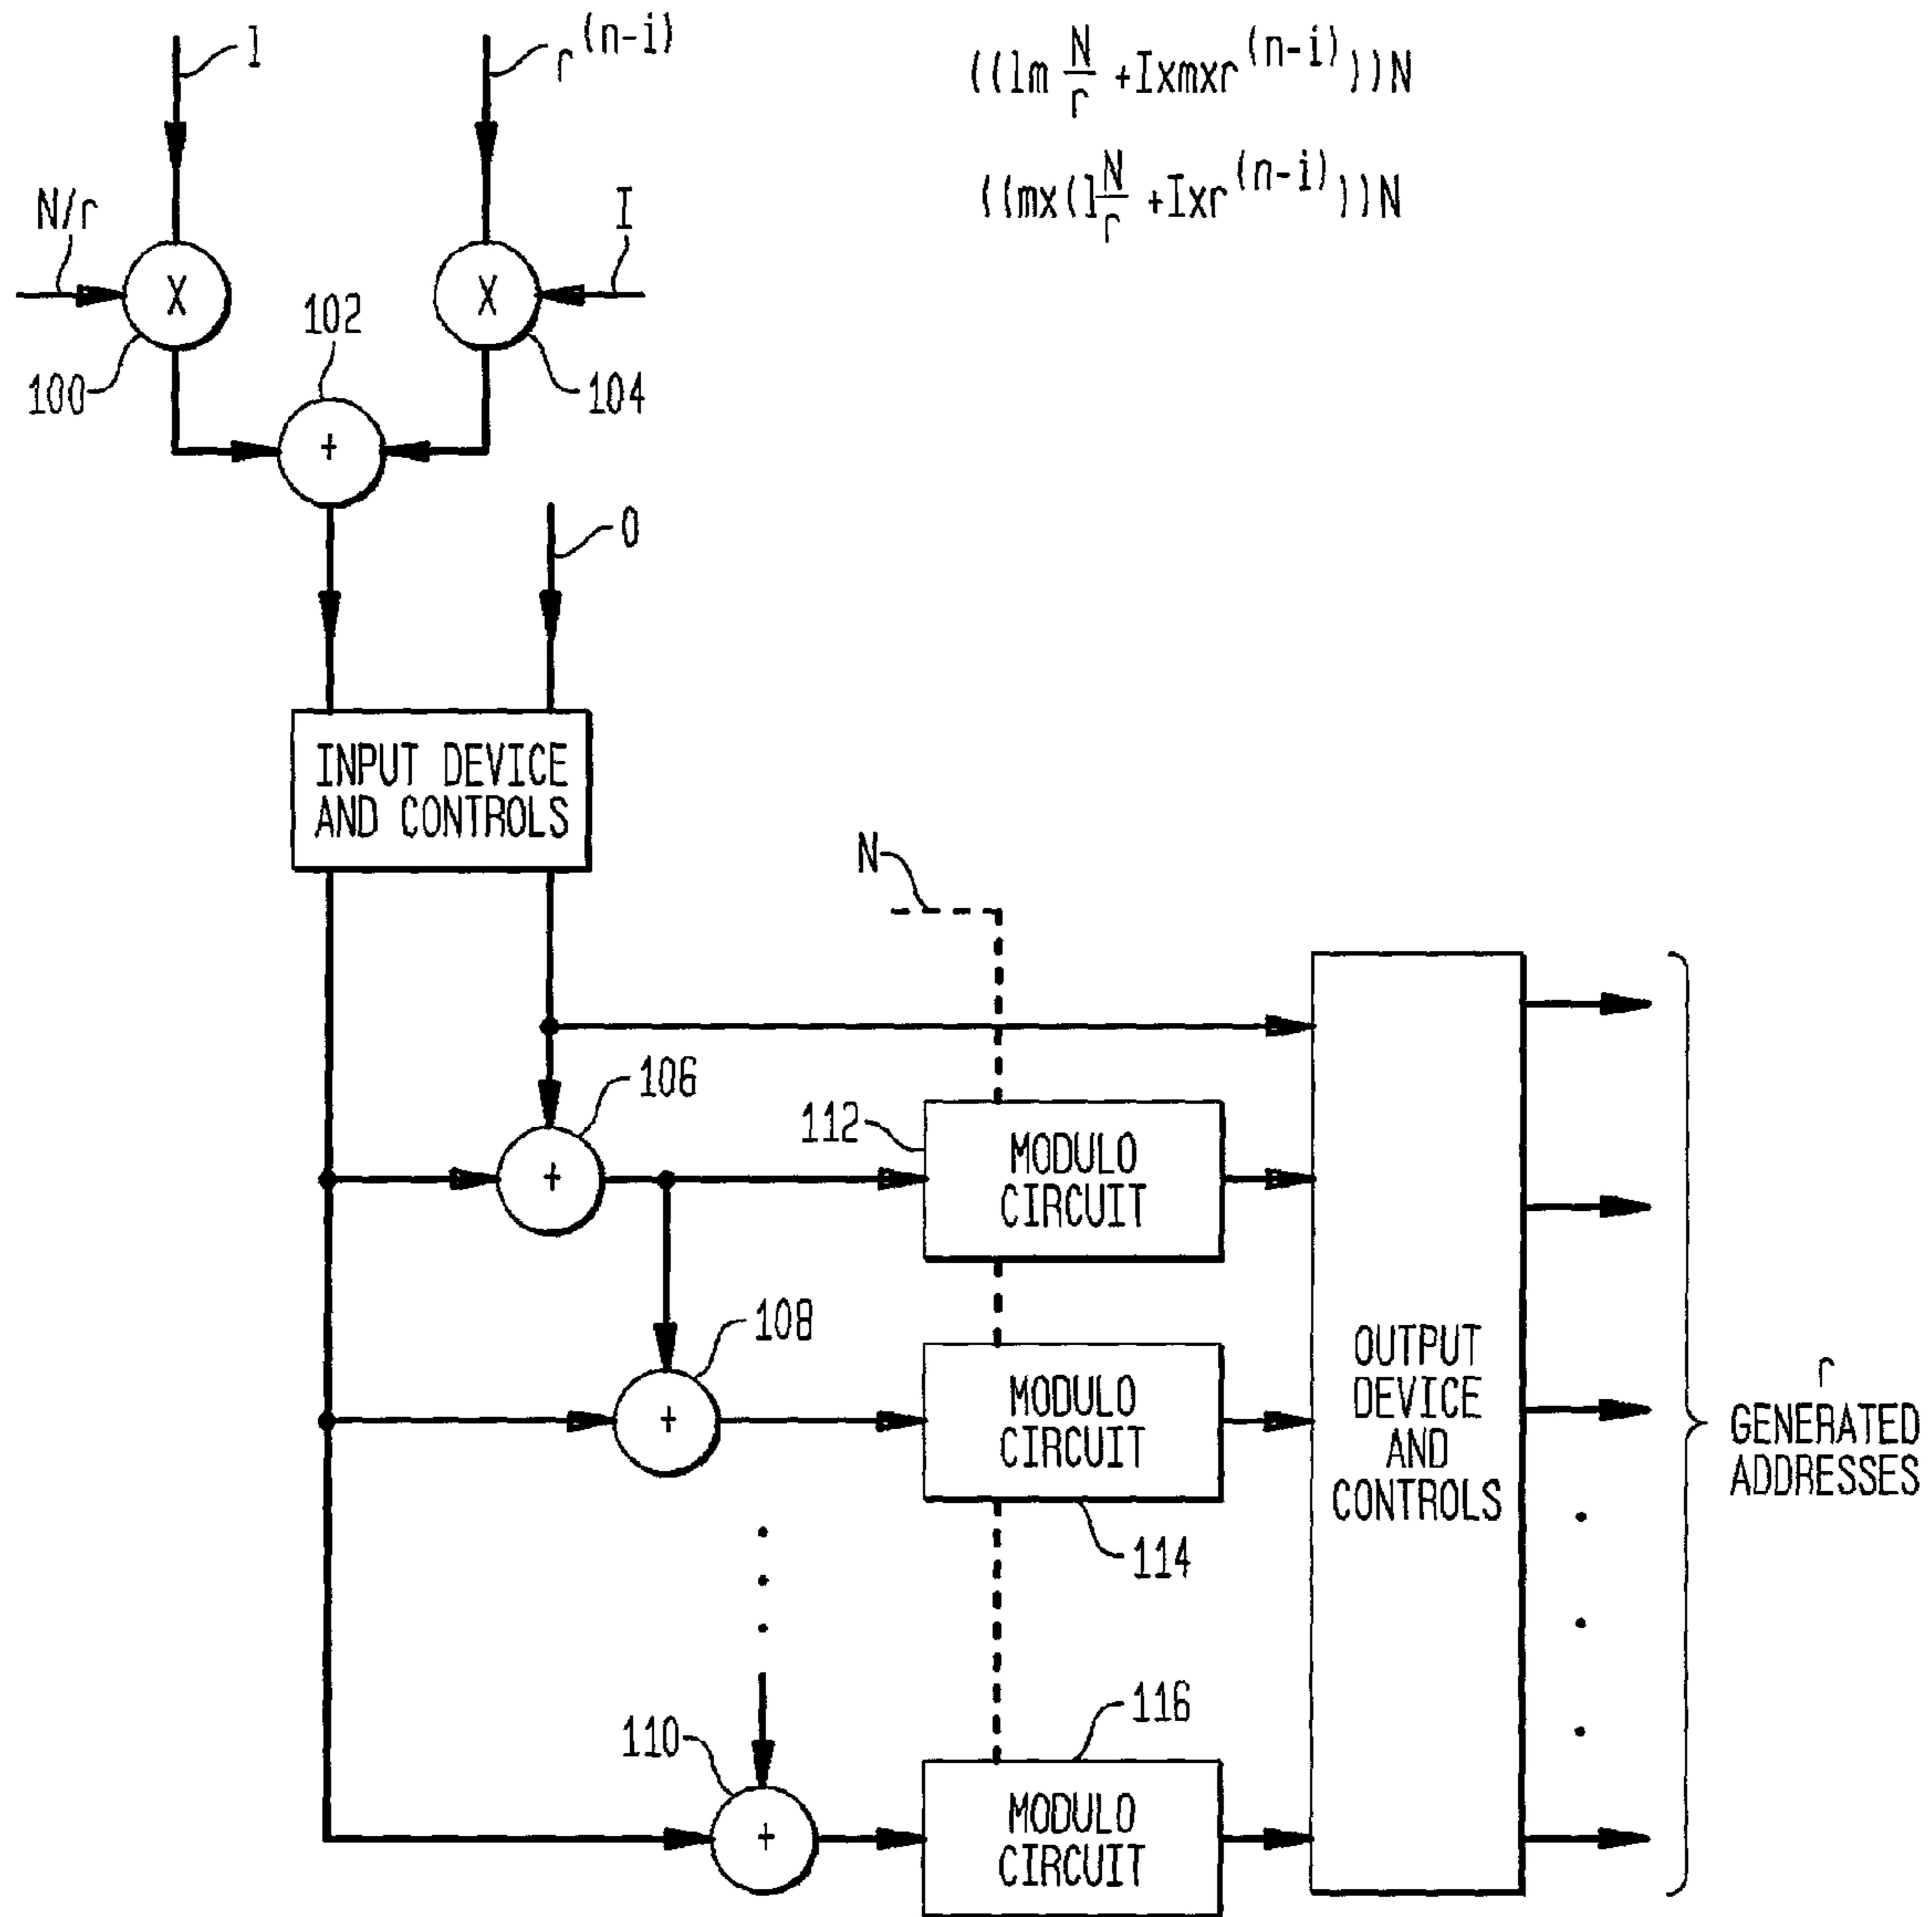 l
r^(n-i)
((lm N/r +Ixmxr^(n-i)))N
((mx(l N/r +Ixr^(n-i)))N
N/r
I
X
X
102
100
104
+
0
INPUT DEVICE
AND CONTROLS
N
106
112
+
MODULO
CIRCUIT
108
+
MODULO
CIRCUIT
114
OUTPUT
DEVICE
AND
CONTROLS
r
GENERATED
ADDRESSES
110
116
+
MODULO
CIRCUIT